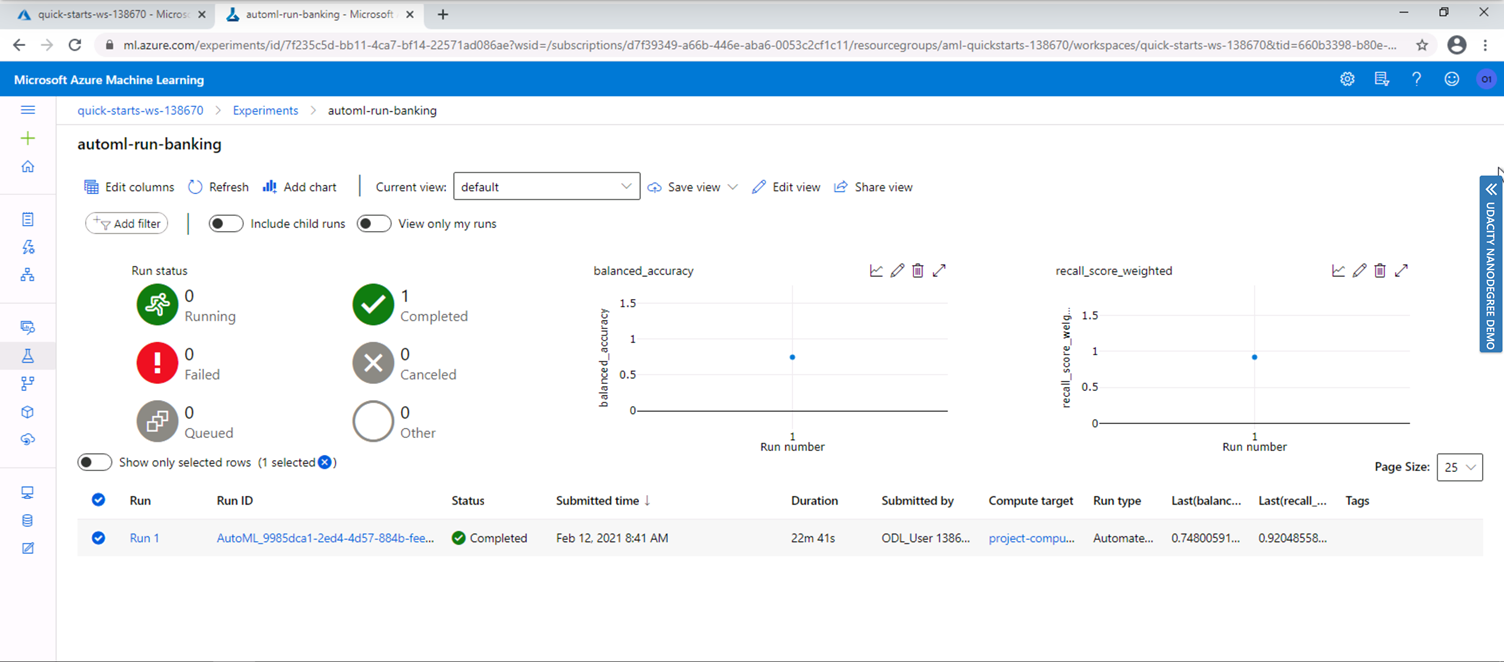 quick-starts-ws-138670 - Micros
automl-run-banking - Microsoft
ml.azure.com/experiments/id/7f235c5d-bb11-4ca7-bf14-22571ad086ae?wsid=/subscriptions/d7f39349-a66b-446e-aba6-0053c2cf1c11/resourcegroups/aml-quickstarts-138670/workspaces/quick-starts-ws-138670&tid=660b3398-b80e-...
Microsoft Azure Machine Learning
O1
quick-starts-ws-138670 > Experiments > automl-run-banking
automl-run-banking
Edit columns Refresh Add chart Current view: default Save view Edit view Share view
Add filter Include child runs View only my runs
UDACITY NANODEGREE DEMO
Run status
0 Running
1 Completed
0 Failed
0 Canceled
0 Queued
0 Other
balanced_accuracy
balanced_accuracy
1.5
1
0.5
0
1
Run number
recall_score_weighted
recall_score_weig...
1.5
1
0.5
0
1
Run number
Show only selected rows (1 selected )
Page Size: 25
Run Run ID Status Submitted time ↓ Duration Submitted by Compute target Run type Last(balanc... Last(recall_... Tags
Run 1 AutoML_9985dca1-2ed4-4d57-884b-fee... Completed Feb 12, 2021 8:41 AM 22m 41s ODL_User 1386... project-compu... Automate... 0.74800591... 0.92048558...